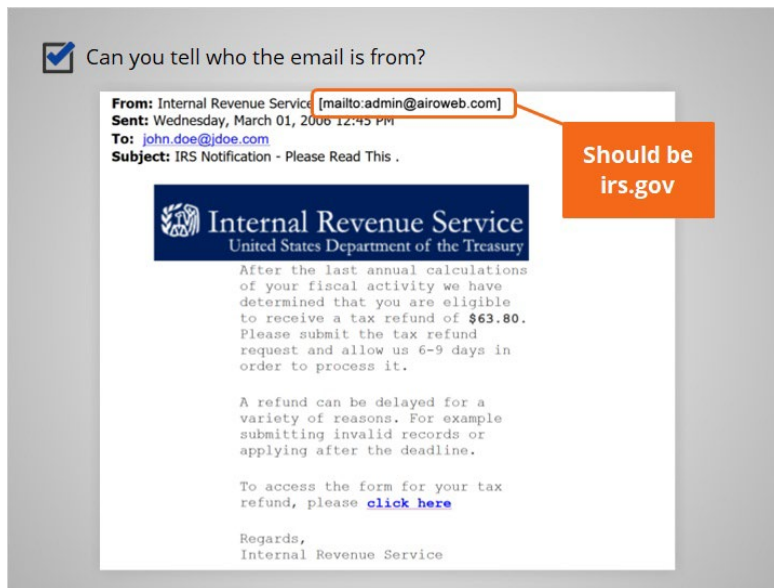 Can you tell who the email is from?
From: Internal Revenue Service [mailto:admin@airoweb.com]
Sent: Wednesday, March 01, 2006 12:45 PM
To: john.doe@jdoe.com
Subject: IRS Notification - Please Read This .
Should be
irs.gov
Internal Revenue Service
United States Department of the Treasury
After the last annual calculations
of your fiscal activity we have
determined that you are eligible
to receive a tax refund of $63.80.
Please submit the tax refund
request and allow us 6-9 days in
order to process it.
A refund can be delayed for a
variety of reasons. For example
submitting invalid records or
applying after the deadline.
To access the form for your tax
refund, please click here
Regards,
Internal Revenue Service